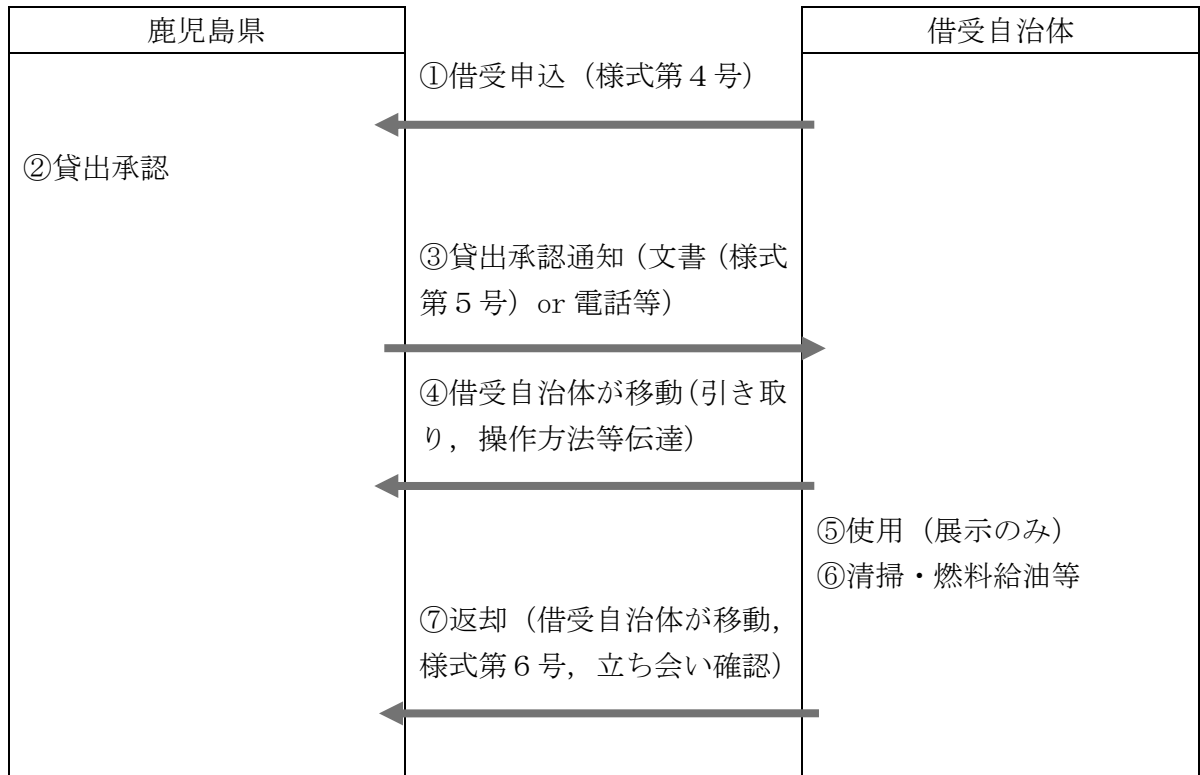 鹿児島県
借受自治体
①借受申込（様式第４号）
②貸出承認
③貸出承認通知（文書（様式
第５号）or 電話等）
④借受自治体が移動（引き取
り，操作方法等伝達）
⑤使用（展示のみ）
⑥清掃・燃料給油等
⑦返却（借受自治体が移動，
様式第６号，立ち会い確認）